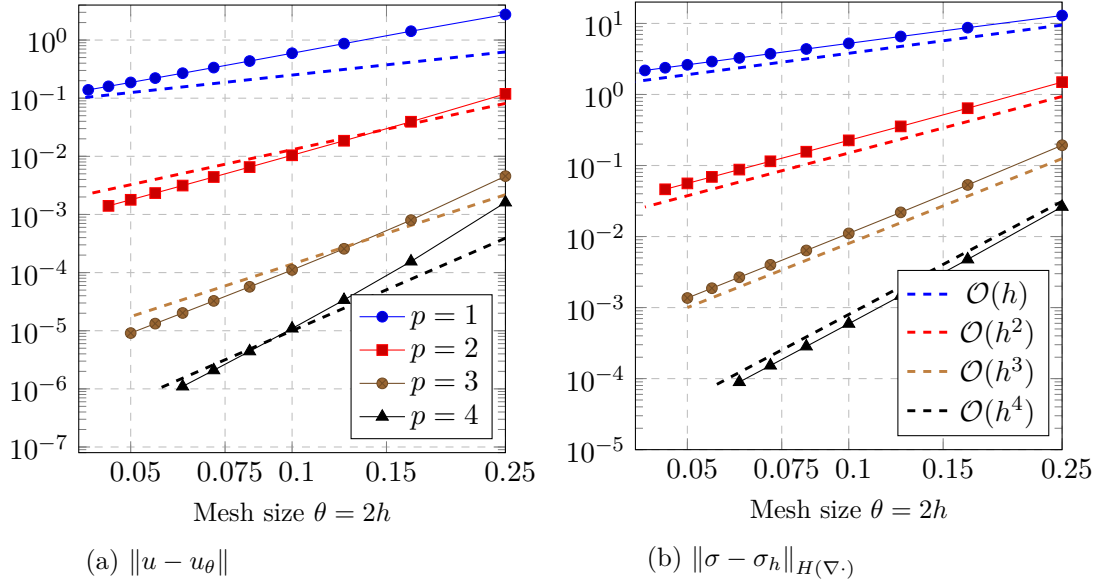 10^0
10^{-1}
10^{-2}
10^{-3}
10^{-4}
10^{-5}
10^{-6}
10^{-7}
0.05 0.075 0.1 0.15 0.25
Mesh size θ = 2h
p = 1
p = 2
p = 3
p = 4
(a) ‖u − u_θ‖
10^1
10^0
10^{-1}
10^{-2}
10^{-3}
10^{-4}
10^{-5}
0.05 0.075 0.1 0.15 0.25
Mesh size θ = 2h
𝒪(h)
𝒪(h^2)
𝒪(h^3)
𝒪(h^4)
(b) ‖σ − σ_h‖_{H(∇·)}